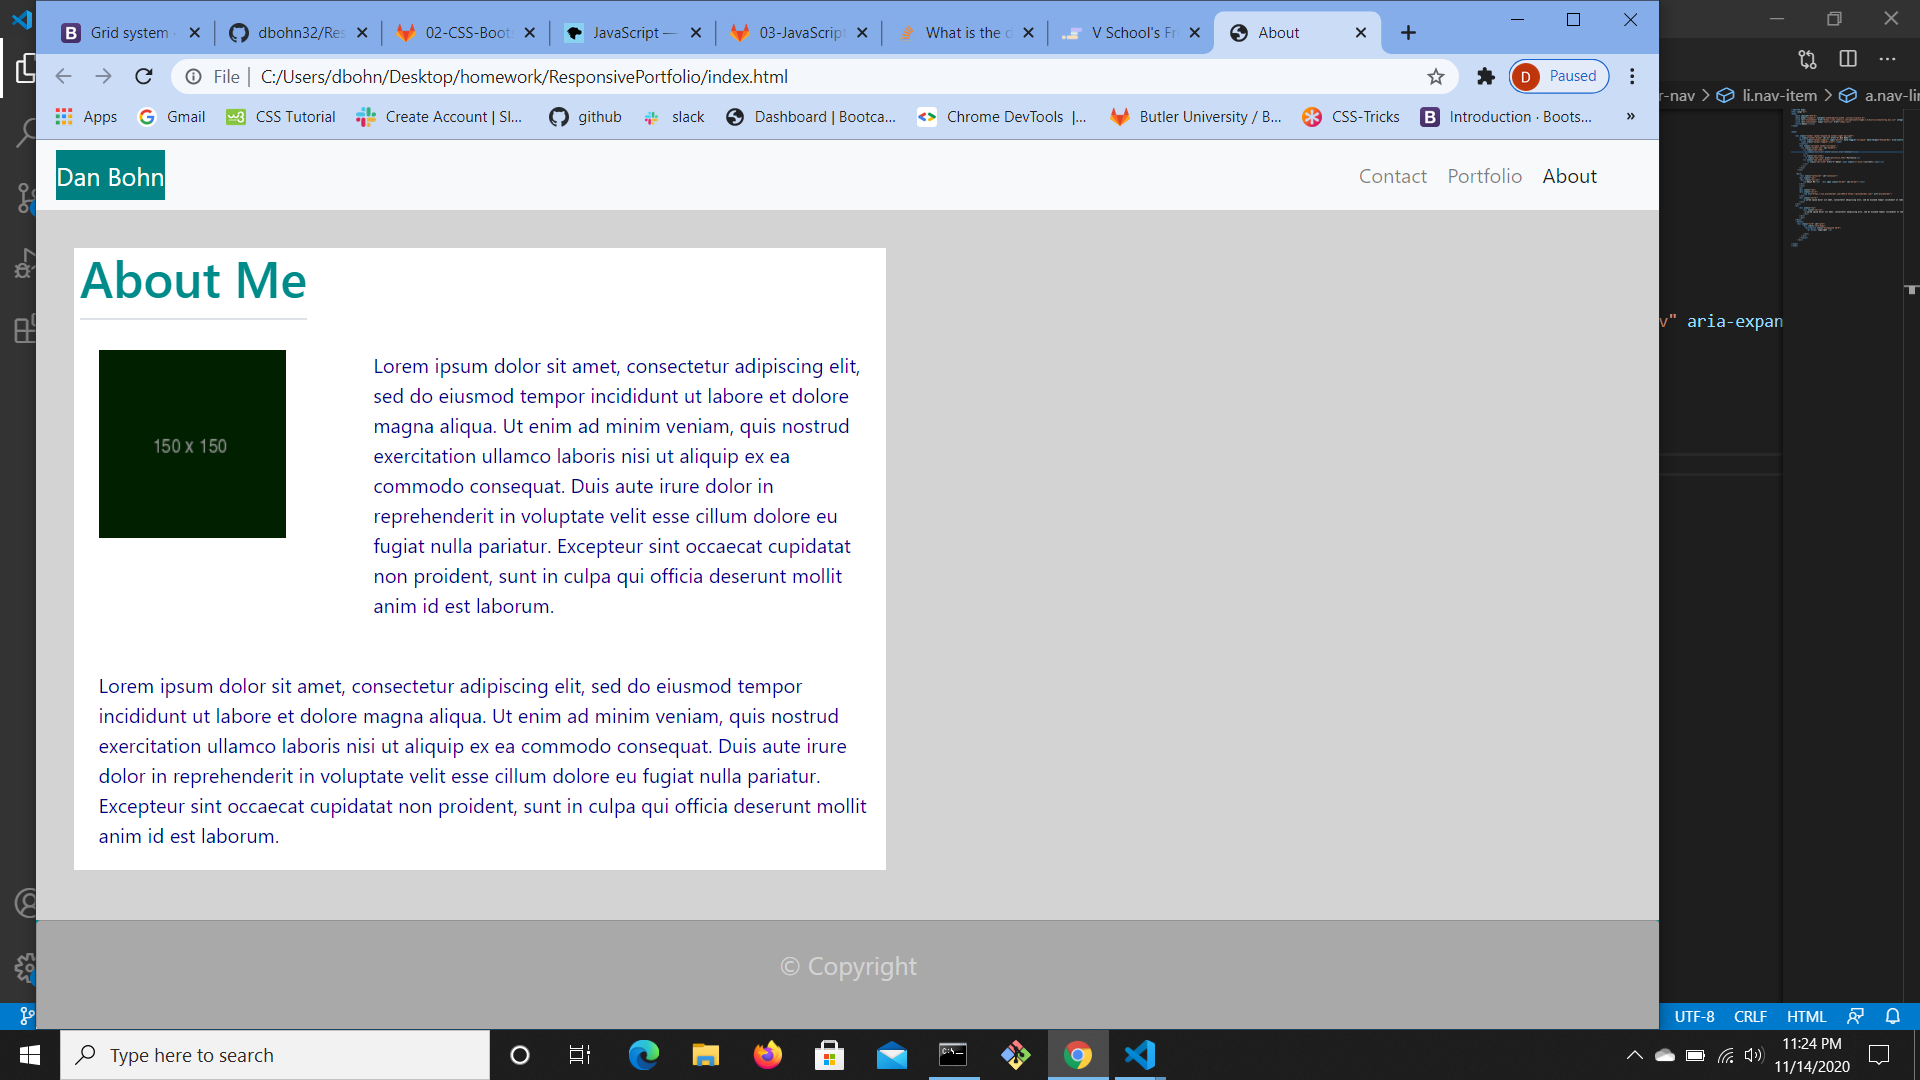 Grid system
dbohn32/Res
02-CSS-Boot
JavaScript —
03-JavaScript
What is the d
V School's Fr
About
File
C:/Users/dbohn/Desktop/homework/ResponsivePortfolio/index.html
D Paused
Apps
Gmail
CSS Tutorial
Create Account | Sl...
github
slack
Dashboard | Bootca...
Chrome DevTools |...
Butler University / B...
CSS-Tricks
Introduction · Boots...
»
r-nav > li.nav-item > a.nav-lin
v" aria-expan
Dan Bohn
Contact
Portfolio
About
About Me
150 x 150
Lorem ipsum dolor sit amet, consectetur adipiscing elit,
sed do eiusmod tempor incididunt ut labore et dolore
magna aliqua. Ut enim ad minim veniam, quis nostrud
exercitation ullamco laboris nisi ut aliquip ex ea
commodo consequat. Duis aute irure dolor in
reprehenderit in voluptate velit esse cillum dolore eu
fugiat nulla pariatur. Excepteur sint occaecat cupidatat
non proident, sunt in culpa qui officia deserunt mollit
anim id est laborum.
Lorem ipsum dolor sit amet, consectetur adipiscing elit, sed do eiusmod tempor
incididunt ut labore et dolore magna aliqua. Ut enim ad minim veniam, quis nostrud
exercitation ullamco laboris nisi ut aliquip ex ea commodo consequat. Duis aute irure
dolor in reprehenderit in voluptate velit esse cillum dolore eu fugiat nulla pariatur.
Excepteur sint occaecat cupidatat non proident, sunt in culpa qui officia deserunt mollit
anim id est laborum.
© Copyright
UTF-8
CRLF
HTML
Type here to search
11:24 PM
11/14/2020